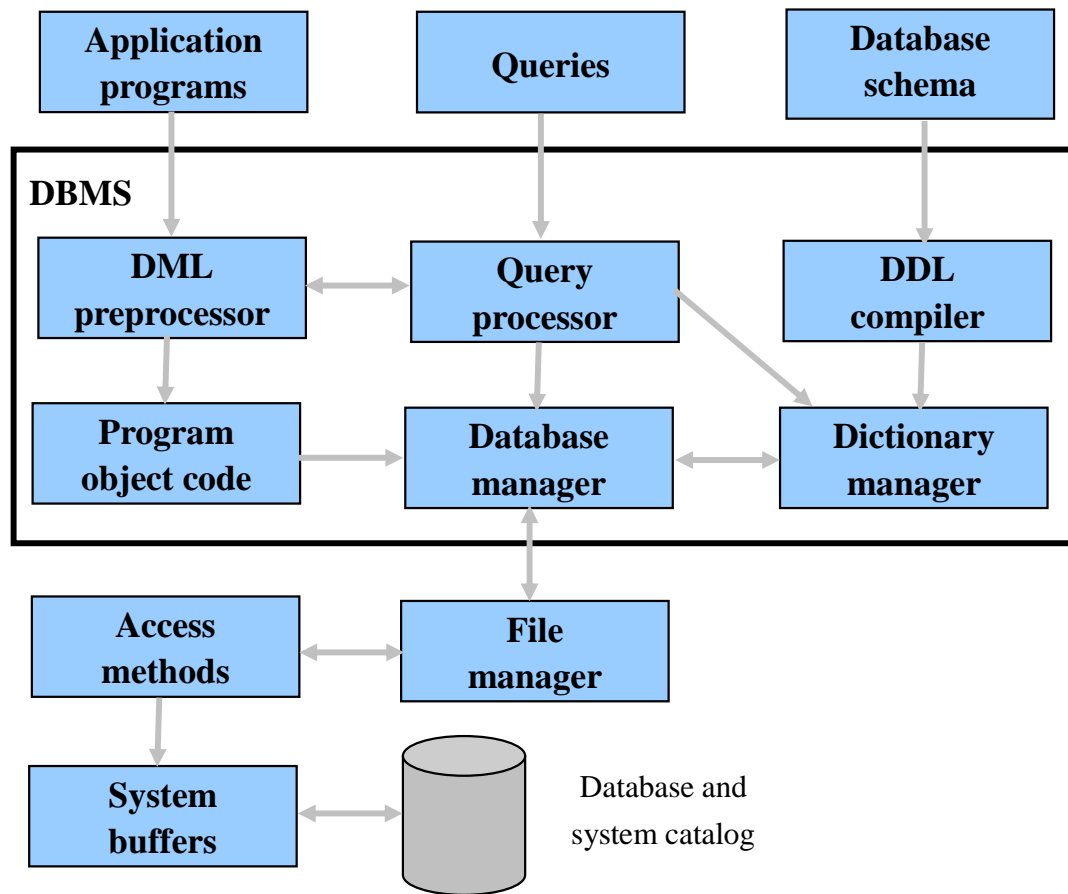 Application
programs
Queries
Database
schema
DBMS
DML
preprocessor
Query
processor
DDL
compiler
Program
object code
Database
manager
Dictionary
manager
Access
methods
File
manager
System
buffers
Database and
system catalog